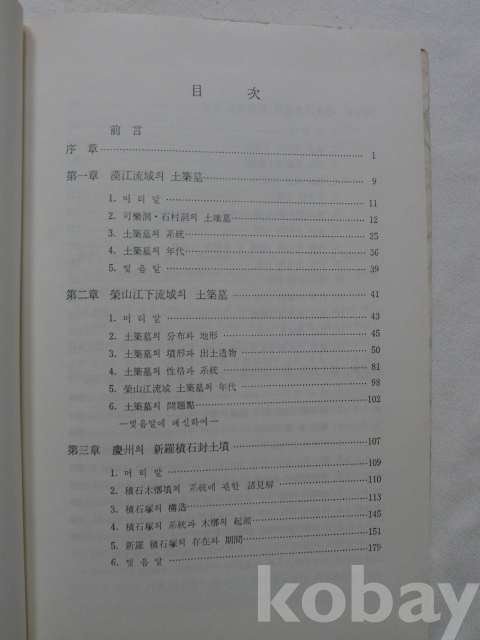 目 次
前 言
序 章 1
第一章 漢江流域의 土築墓 9
1. 머 리 말 11
2. 可樂洞·石村洞의 土墳墓 12
3. 土築墓의 系統 25
4. 土築墓의 年代 36
5. 맺 음 말 39
第二章 榮山江下流域의 土築墓 41
1. 머 리 말 43
2. 土築墓의 分布와 地形 45
3. 土築墓의 墳形과 出土遺物 50
4. 土築墓의 性格과 系統 81
5. 榮山江流域 土築墓의 年代 98
6. 土築墓의 問題點 102
—맺음말에 대신하여—
第三章 慶州의 新羅積石封土墳 107
1. 머 리 말 109
2. 積石木槨墳의 系統에 관한 諸見解 110
3. 積石塚의 構造 113
4. 積石塚의 系統과 木槨의 起源 145
5. 新羅 積石塚의 存在와 期間 151
6. 맺 음 말 179
kobay